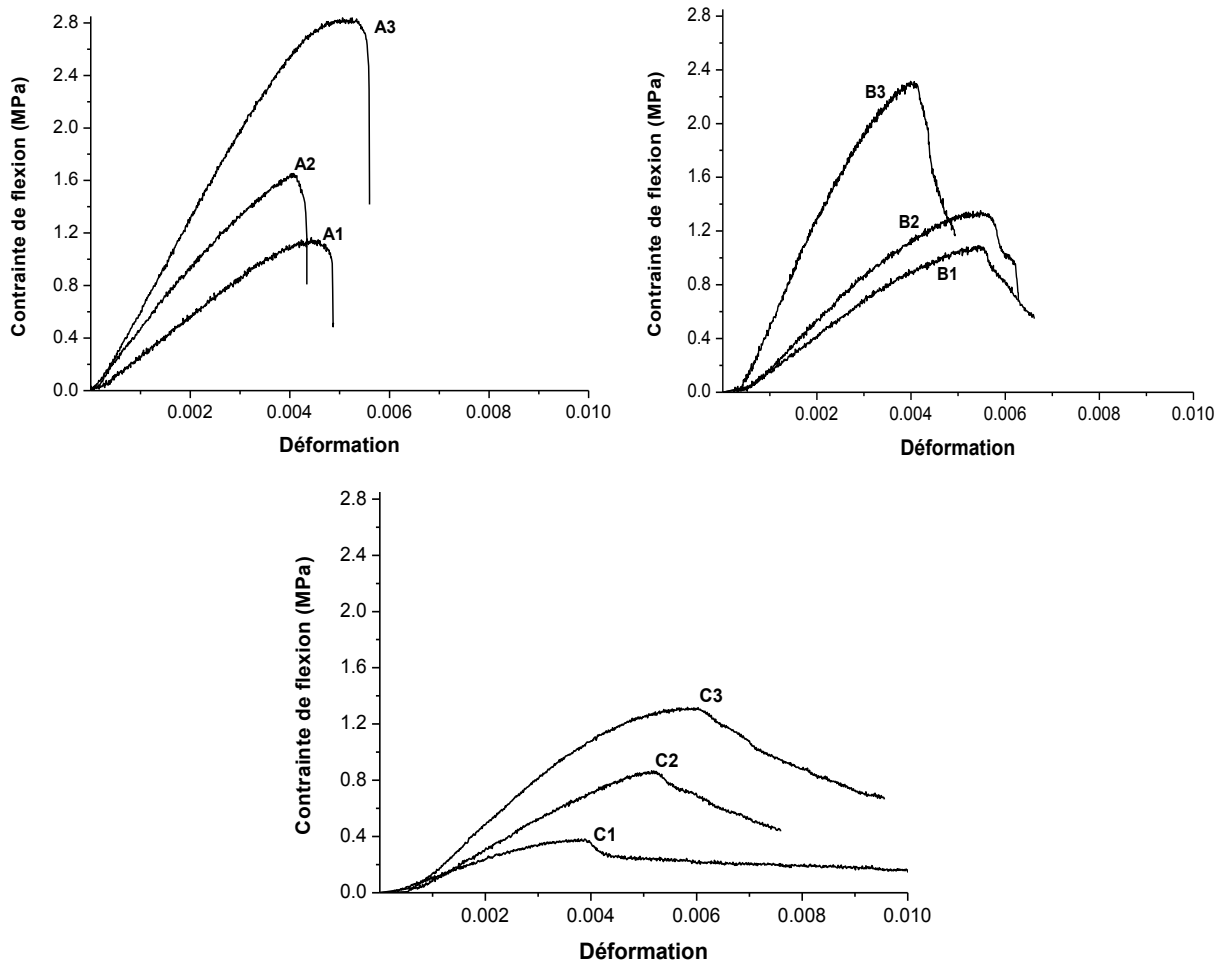 2.8
2.4
2.0
1.6
1.2
0.8
0.4
0.0
Contrainte de flexion (MPa)
A3
A2
A1
0.002
0.004
0.006
0.008
0.010
Déformation
2.8
2.4
2.0
1.6
1.2
0.8
0.4
0.0
Contrainte de flexion (MPa)
B3
B2
B1
0.002
0.004
0.006
0.008
0.010
Déformation
2.8
2.4
2.0
1.6
1.2
0.8
0.4
0.0
Contrainte de flexion (MPa)
C3
C2
C1
0.002
0.004
0.006
0.008
0.010
Déformation